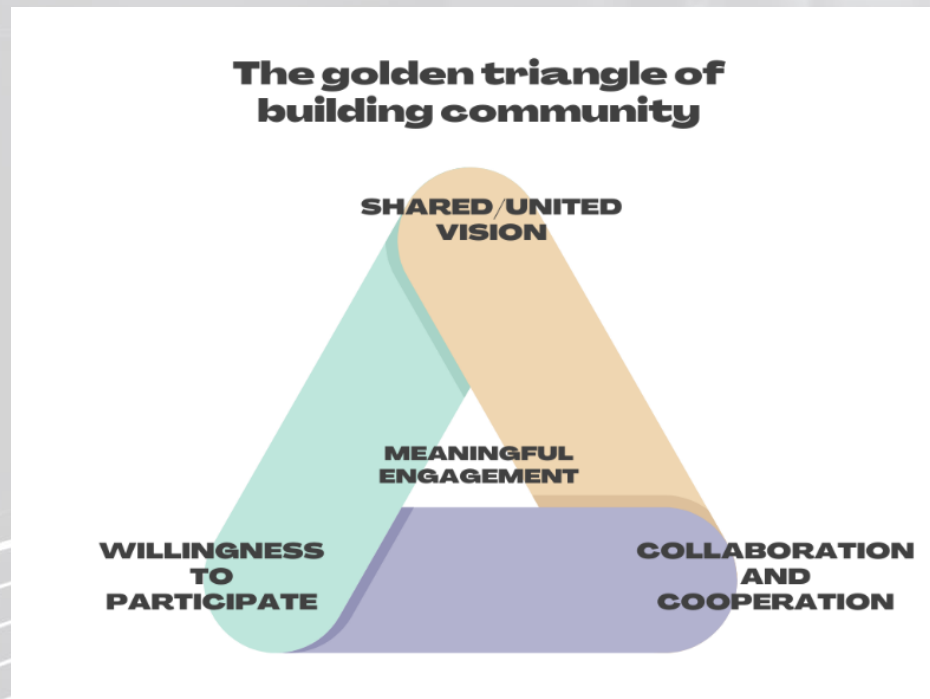 The golden triangle of
building community
SHARED/UNITED
VISION
MEANINGFUL
ENGAGEMENT
WILLINGNESS
TO
PARTICIPATE
COLLABORATION
AND
COOPERATION